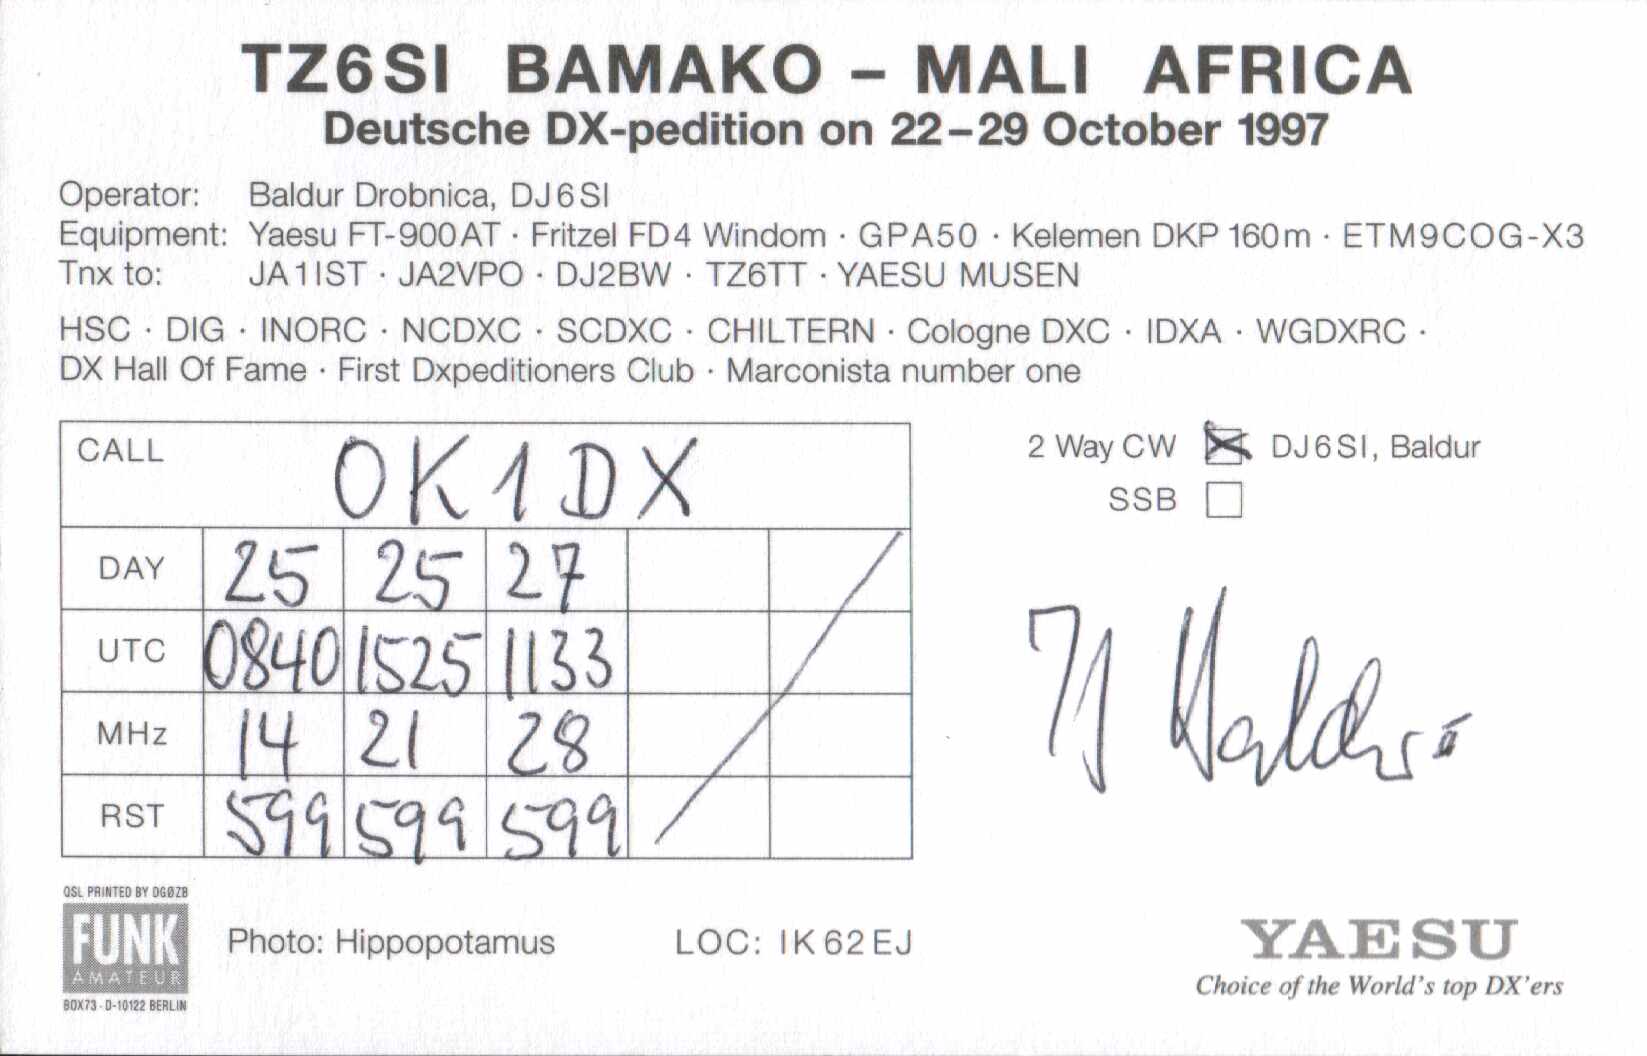 TZ6SI BAMAKO – MALI AFRICA
Deutsche DX-pedition on 22–29 October 1997
Operator: Baldur Drobnica, DJ6SI
Equipment: Yaesu FT-900AT · Fritzel FD4 Windom · GPA50 · Kelemen DKP 160m · ETM9COG-X3
Tnx to: JA1IST · JA2VPO · DJ2BW · TZ6TT · YAESU MUSEN
HSC · DIG · INORC · NCDXC · SCDXC · CHILTERN · Cologne DXC · IDXA · WGDXRC ·
DX Hall Of Fame · First Dxpeditioners Club · Marconista number one
CALL OK1DX
DAY 25 25 27
UTC 0840 1525 1133
MHz 14 21 28
RST 599 599 599
2 Way CW DJ6SI, Baldur
SSB
73 Baldur
QSL PRINTED BY DGØZB
FUNK
AMATEUR
BOX73 - D-10122 BERLIN
Photo: Hippopotamus LOC: IK62EJ
YAESU
Choice of the World's top DX'ers